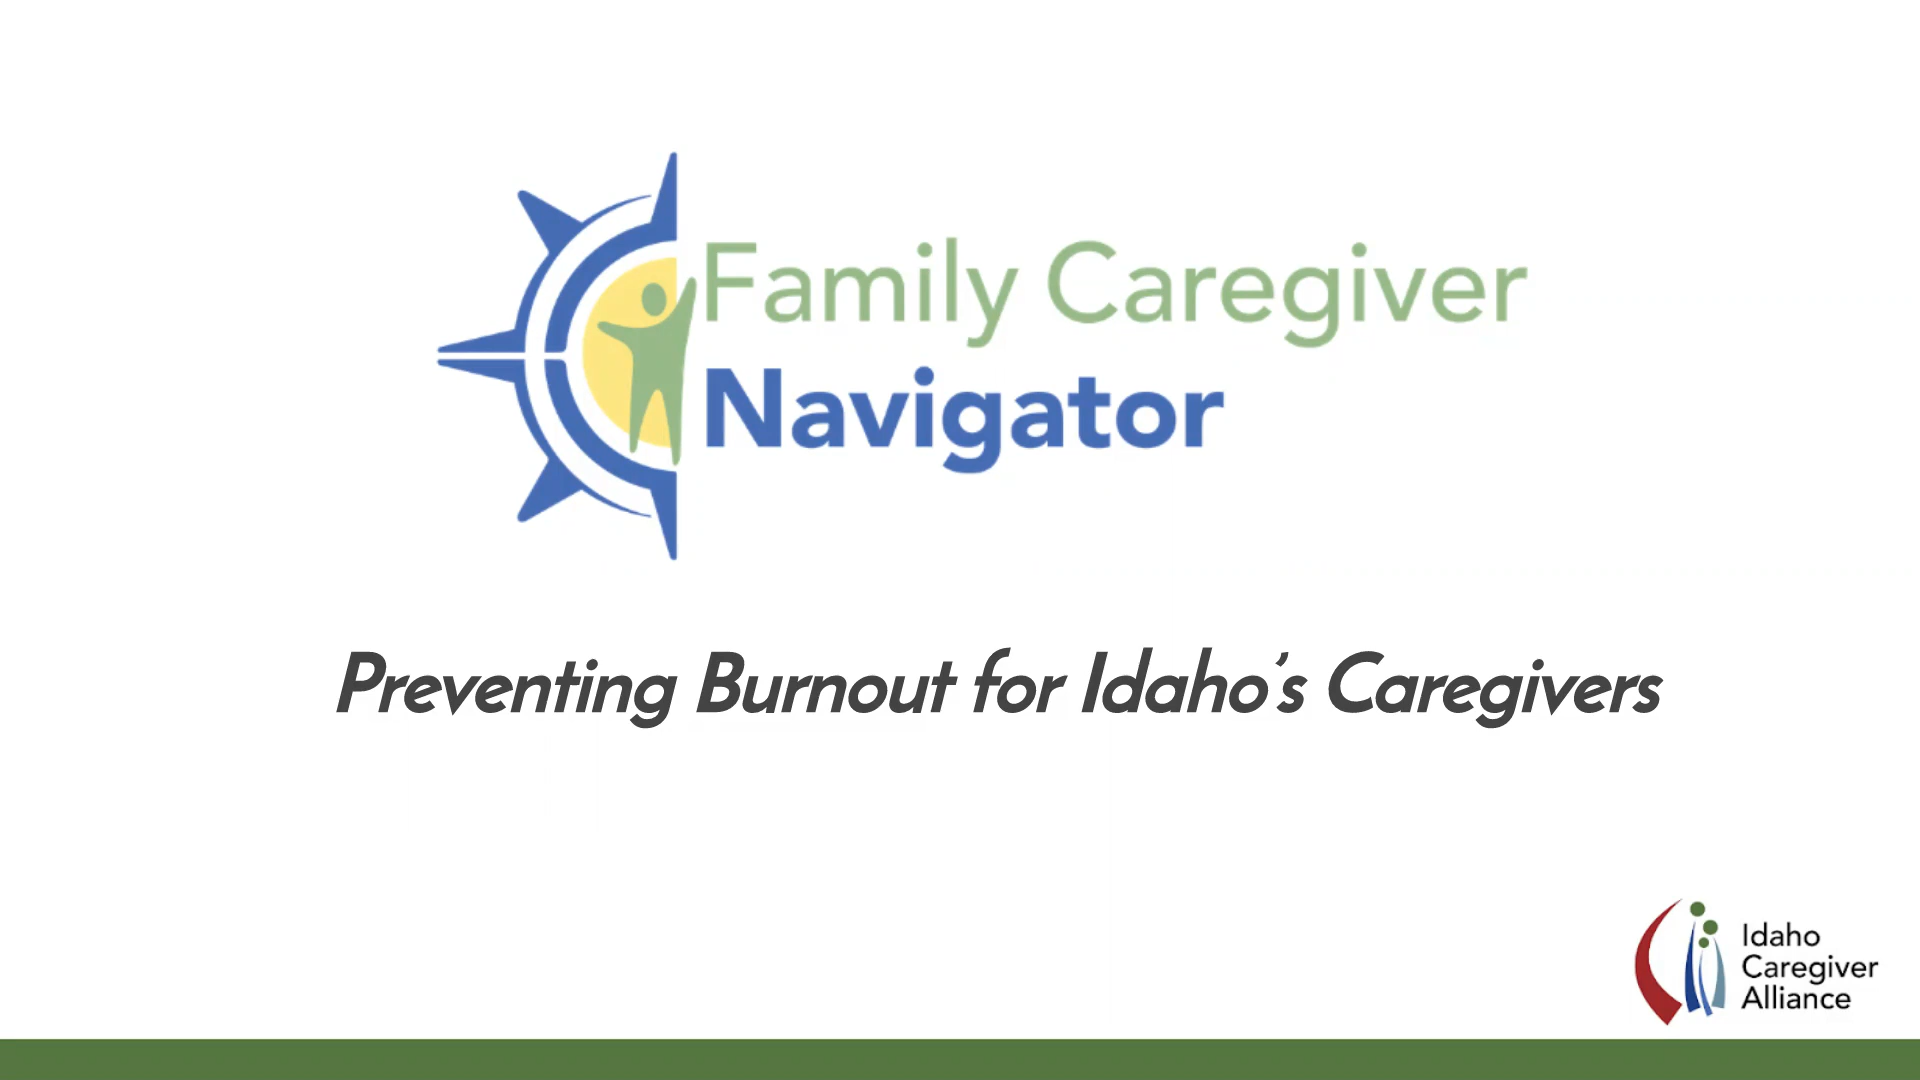 Family Caregiver
Navigator
Preventing Burnout for Idaho’s Caregivers
Idaho
Caregiver
Alliance